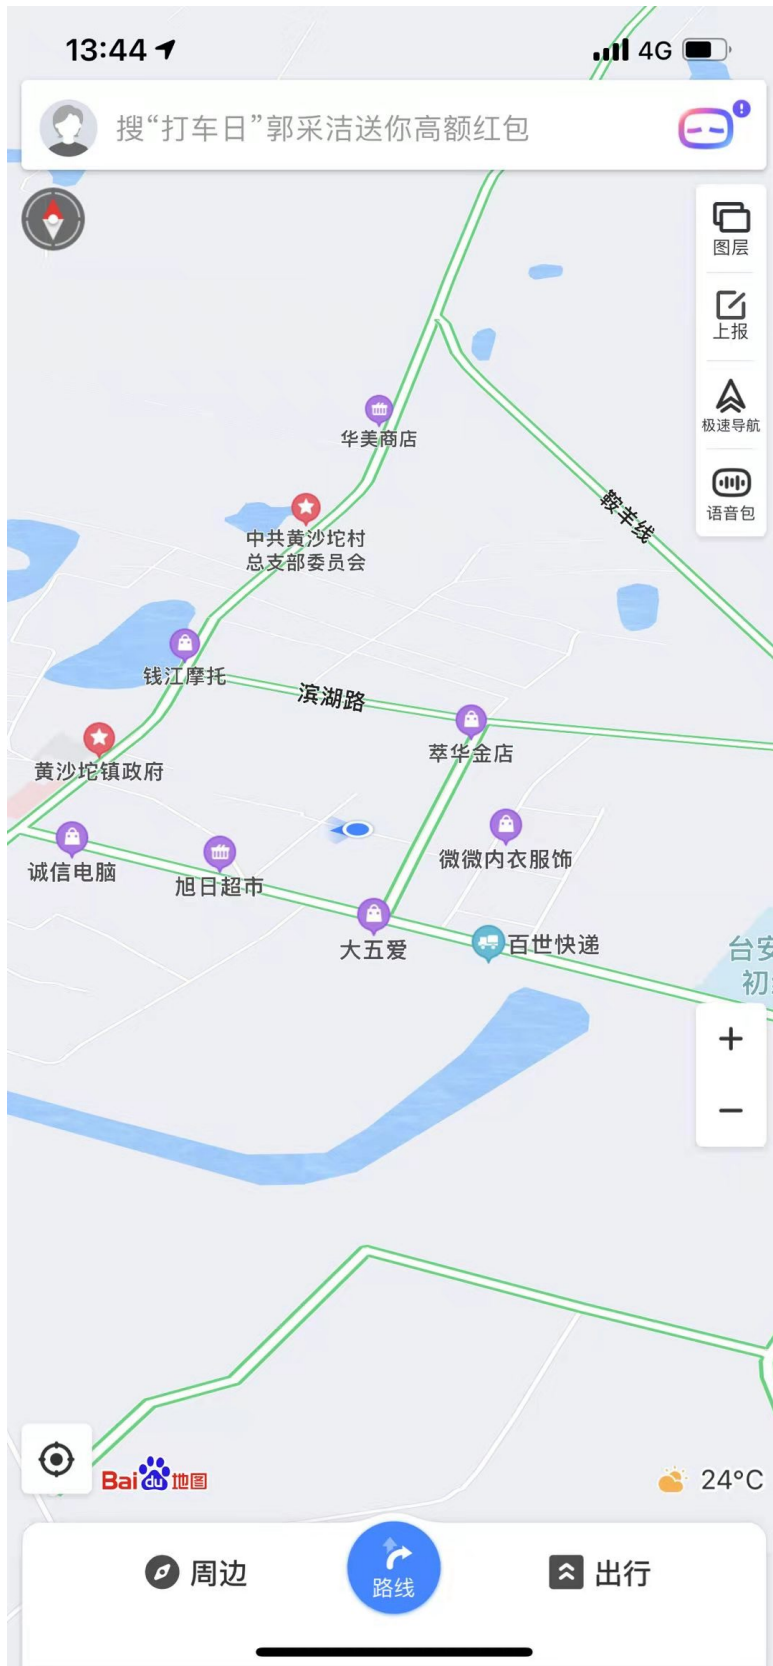 13:44
4G
搜“打车日”郭采洁送你高额红包
图层
上报
极速导航
语音包
华美商店
鞍羊线
中共黄沙坨村
总支部委员会
钱江摩托
滨湖路
萃华金店
黄沙坨镇政府
诚信电脑
旭日超市
微微内衣服饰
大五爱
百世快递
台安
初
+
−
Bai du 地图
24°C
周边
路线
出行